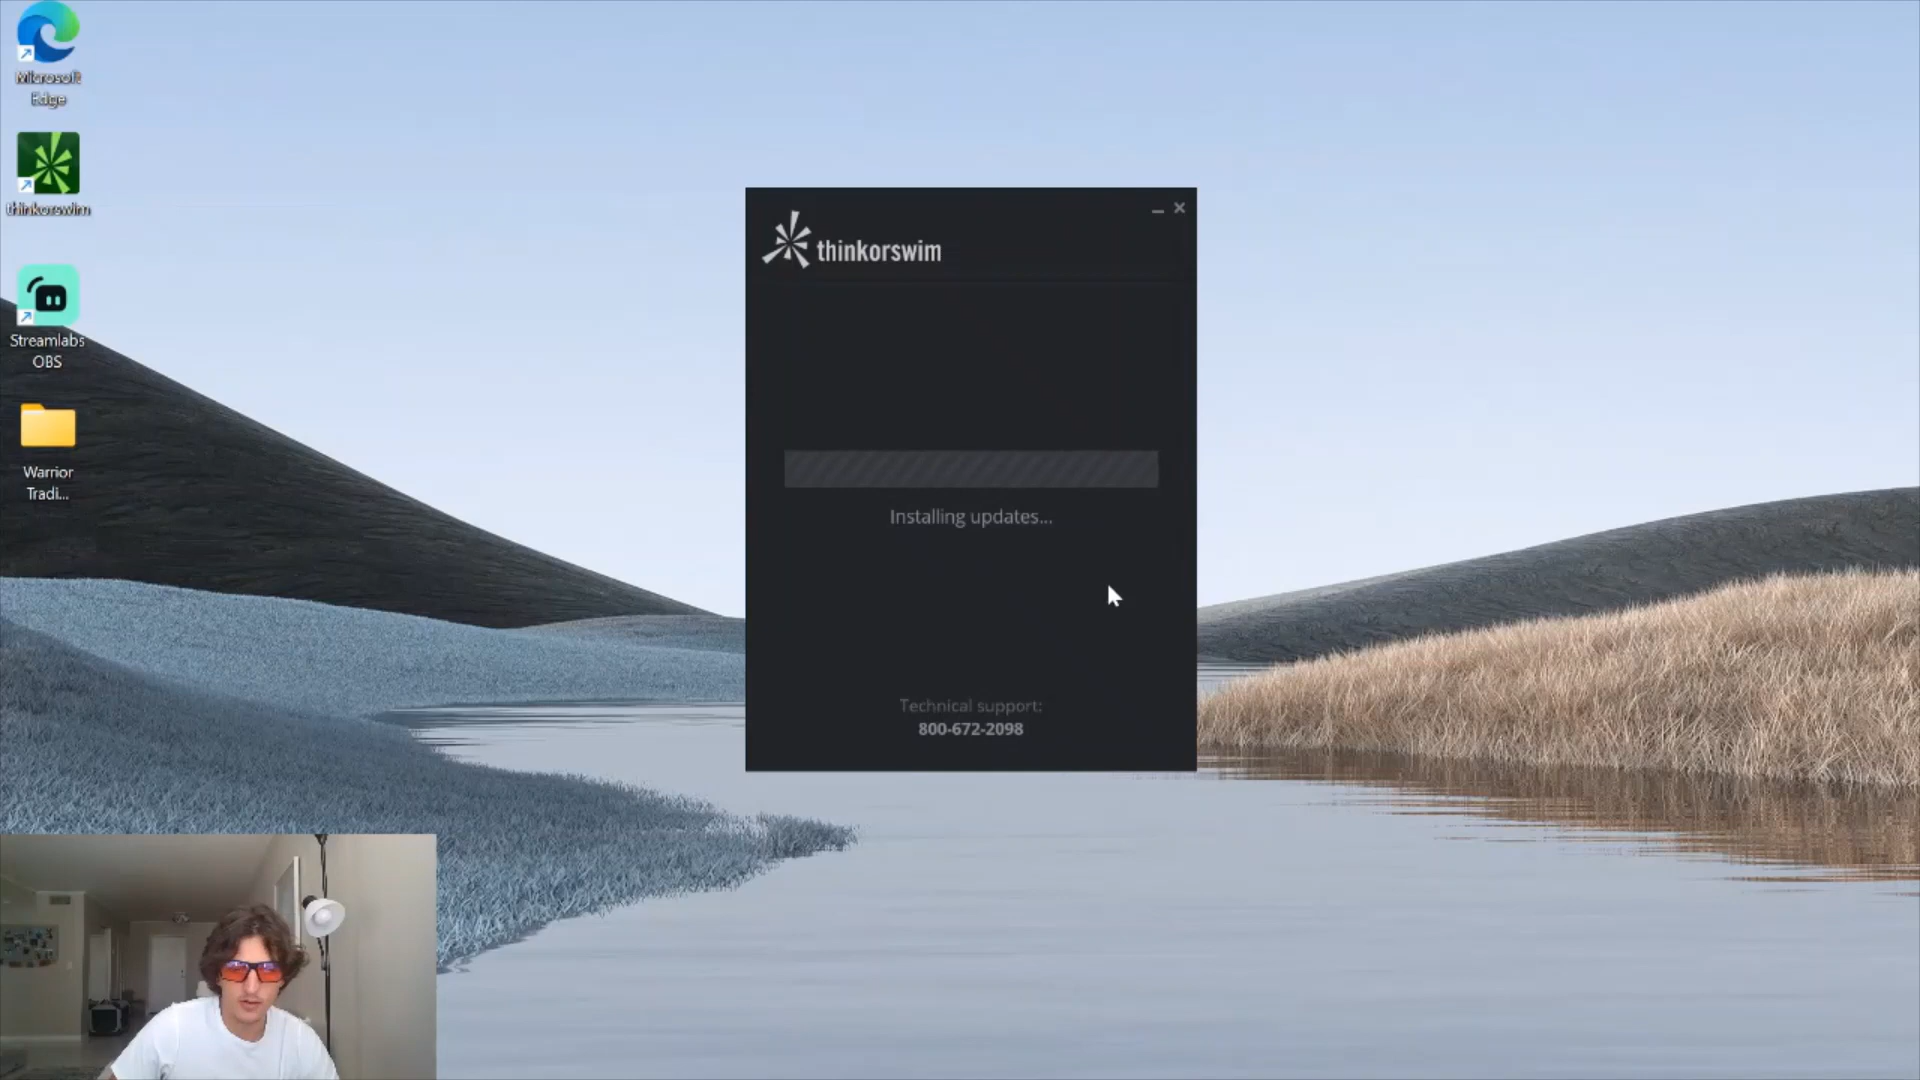 Microsoft
Edge
thinkorswim
Streamlabs
OBS
Warrior
Tradi...
thinkorswim
Installing updates...
Technical support:
800-672-2098